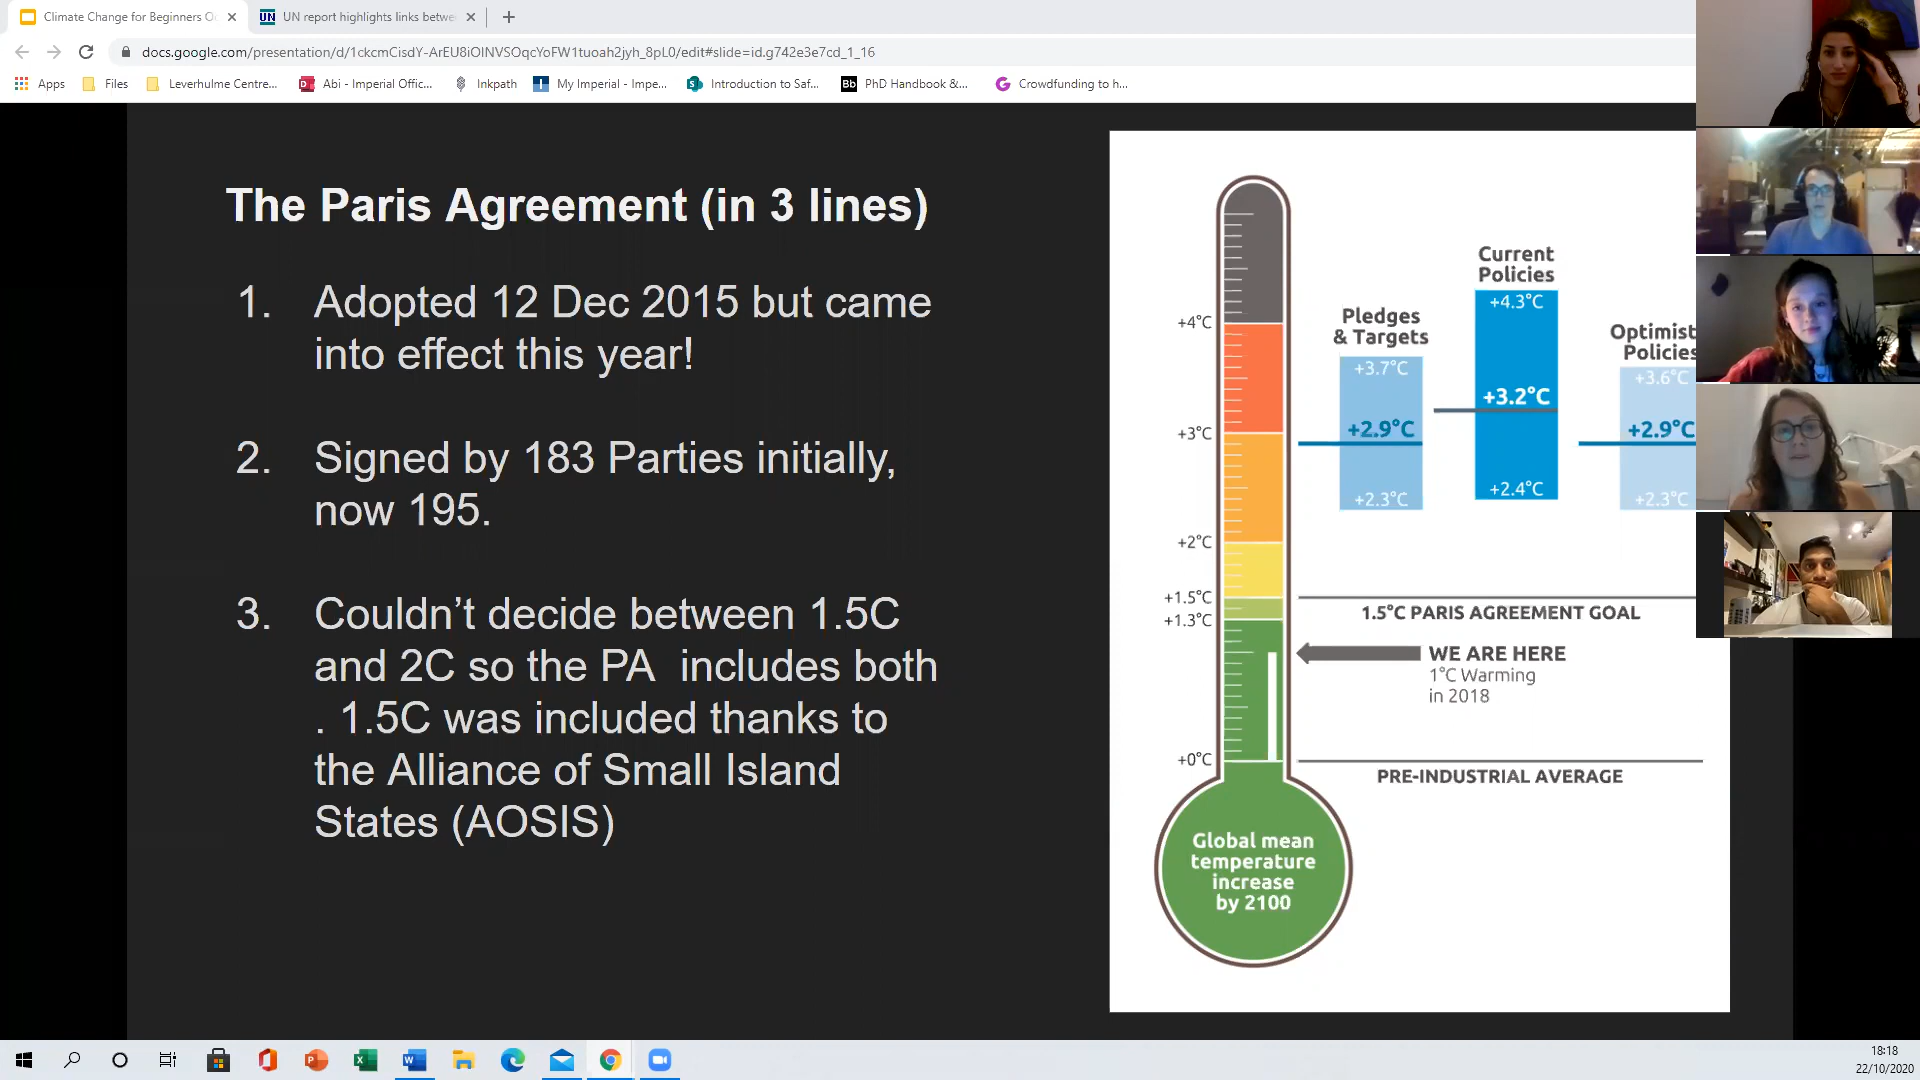 Climate Change for Beginners Oc
UN report highlights links betwe
docs.google.com/presentation/d/1ckcmCisdY-ArEU8iOINVSOqcYoFW1tuoah2jyh_8pL0/edit#slide=id.g742e3e7cd_1_16
Apps
Files
Leverhulme Centre...
Abi - Imperial Offic...
Inkpath
My Imperial - Impe...
Introduction to Saf...
Bb
PhD Handbook &...
Crowdfunding to h...
The Paris Agreement (in 3 lines)
1. Adopted 12 Dec 2015 but came
into effect this year!
2. Signed by 183 Parties initially,
now 195.
3. Couldn’t decide between 1.5C
and 2C so the PA  includes both
. 1.5C was included thanks to
the Alliance of Small Island
States (AOSIS)
+4°C
+3°C
+2°C
+1.5°C
+1.3°C
+0°C
Pledges
& Targets
+3.7°C
+2.9°C
+2.3°C
Current
Policies
+4.3°C
+3.2°C
+2.4°C
Optimist
Policies
+3.6°C
+2.9°C
+2.3°C
1.5°C PARIS AGREEMENT GOAL
WE ARE HERE
1°C Warming
in 2018
PRE-INDUSTRIAL AVERAGE
Global mean
temperature
increase
by 2100
18:18
22/10/2020